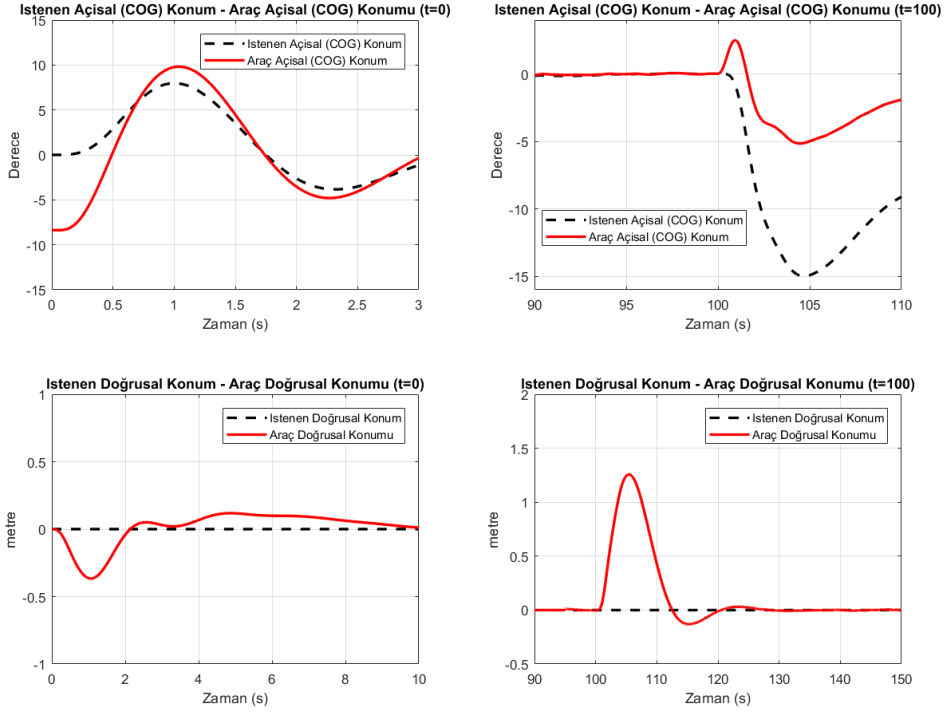 Istenen Açisal (COG) Konum - Araç Açisal (COG) Konumu (t=0)
15
10
5
0
-5
-10
-15
Derece
Istenen Açisal (COG) Konum
Araç Açisal (COG) Konum
0 0.5 1 1.5 2 2.5 3
Zaman (s)
Istenen Açisal (COG) Konum - Araç Açisal (COG) Konumu (t=100)
0
-5
-10
-15
Derece
Istenen Açisal (COG) Konum
Araç Açisal (COG) Konum
90 95 100 105 110
Zaman (s)
Istenen Doğrusal Konum - Araç Doğrusal Konumu (t=0)
1
0.5
0
-0.5
-1
metre
Istenen Doğrusal Konum
Araç Doğrusal Konumu
0 2 4 6 8 10
Zaman (s)
Istenen Doğrusal Konum - Araç Doğrusal Konumu (t=100)
2
1.5
1
0.5
0
-0.5
metre
Istenen Doğrusal Konum
Araç Doğrusal Konumu
90 100 110 120 130 140 150
Zaman (s)